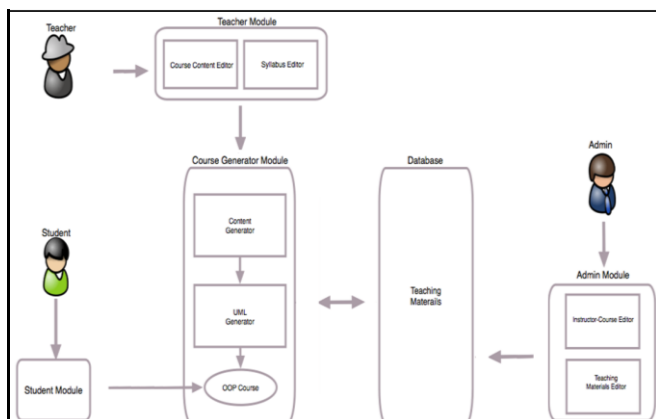 Teacher
Teacher Module
Course Content Editor
Syllabus Editor
Course Generator Module
Database
Admin
Content
Generator
Student
UML
Generator
Teaching
Materails
Admin Module
Instructor-Course Editor
Teaching
Materials Editor
Student Module
OOP Course